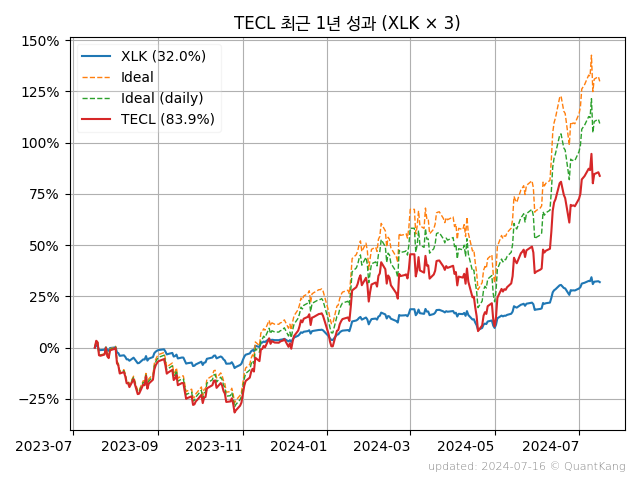 TECL 최근 1년 성과 (XLK × 3)
150%
125%
100%
75%
50%
25%
0%
−25%
XLK (32.0%)
Ideal
Ideal (daily)
TECL (83.9%)
2023-07 2023-09 2023-11 2024-01 2024-03 2024-05 2024-07
updated: 2024-07-16 © QuantKang